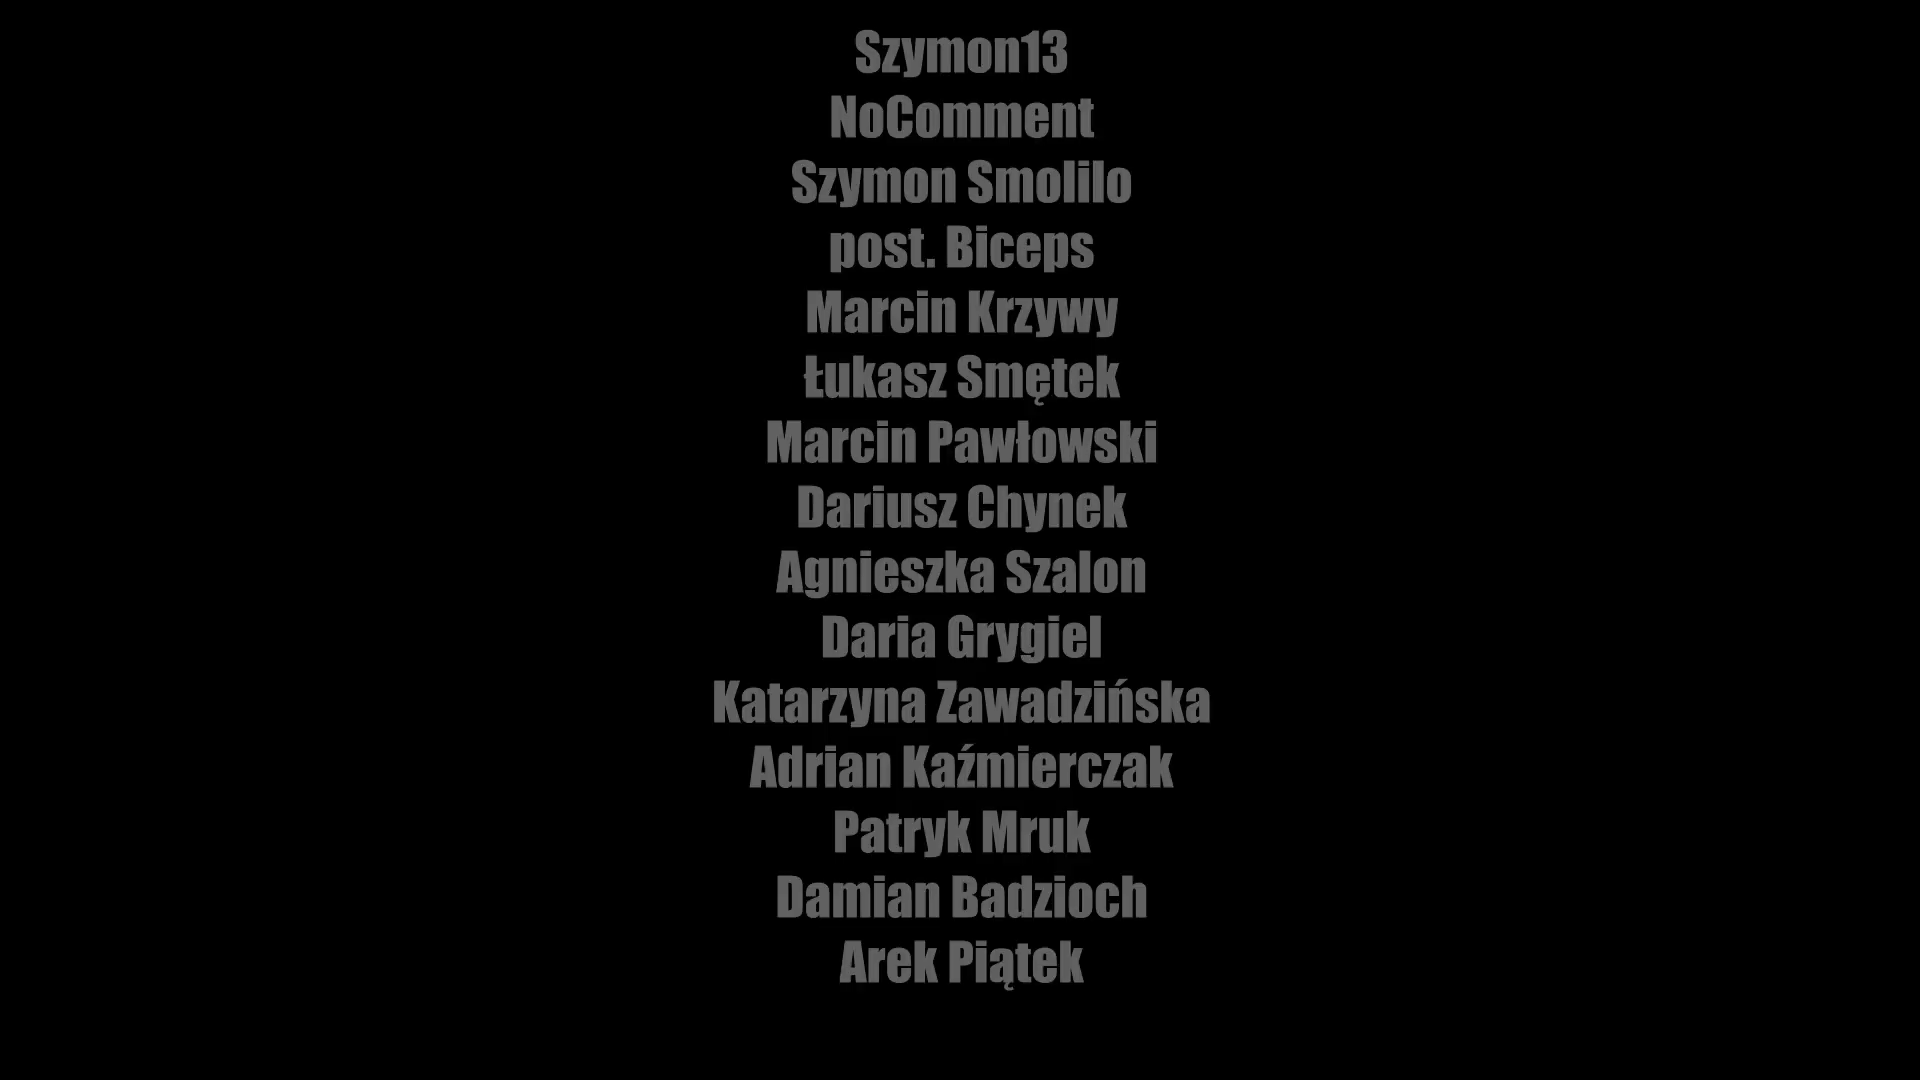 Szymon13
NoComment
Szymon Smolilo
post. Biceps
Marcin Krzywy
Łukasz Smętek
Marcin Pawłowski
Dariusz Chynek
Agnieszka Szalon
Daria Grygiel
Katarzyna Zawadzińska
Adrian Kaźmierczak
Patryk Mruk
Damian Badzioch
Arek Piątek